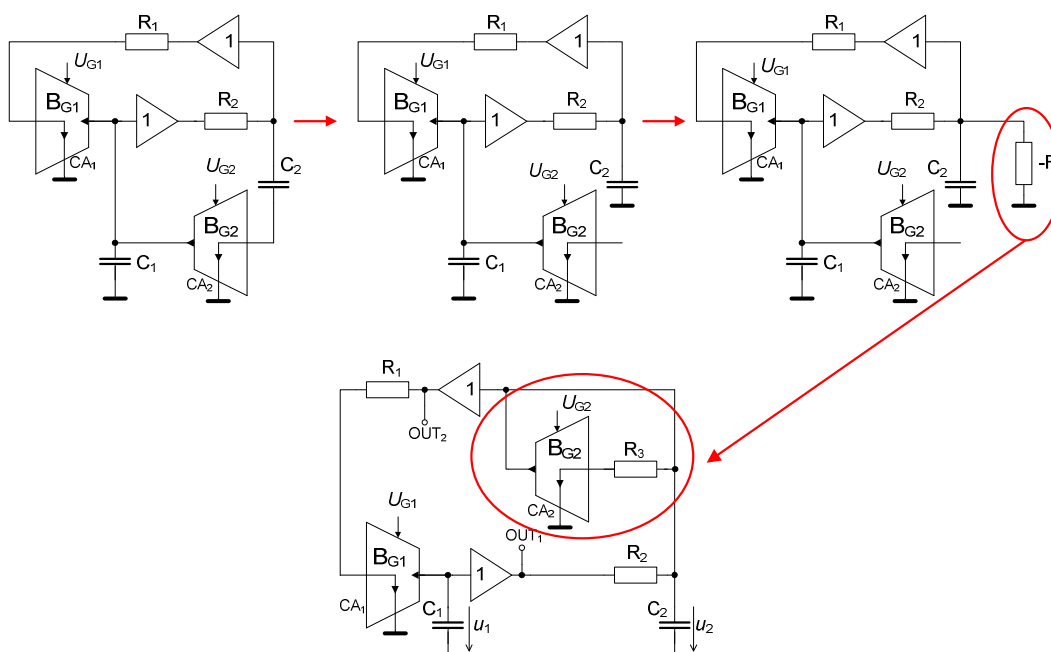 R1 1 R1 1 R1 1
UG1 UG1 UG1
BG1 1 R2 BG1 1 R2 BG1 1 R2
CA1 CA1 CA1
UG2 C2 UG2 C2 UG2 C2
BG2 BG2 BG2
C1 C1 C1
CA2 CA2 CA2
R1 1
OUT2 UG2
BG2 R3
CA2
UG1 OUT1
BG1 1 R2
CA1 C1 C2
u1 u2